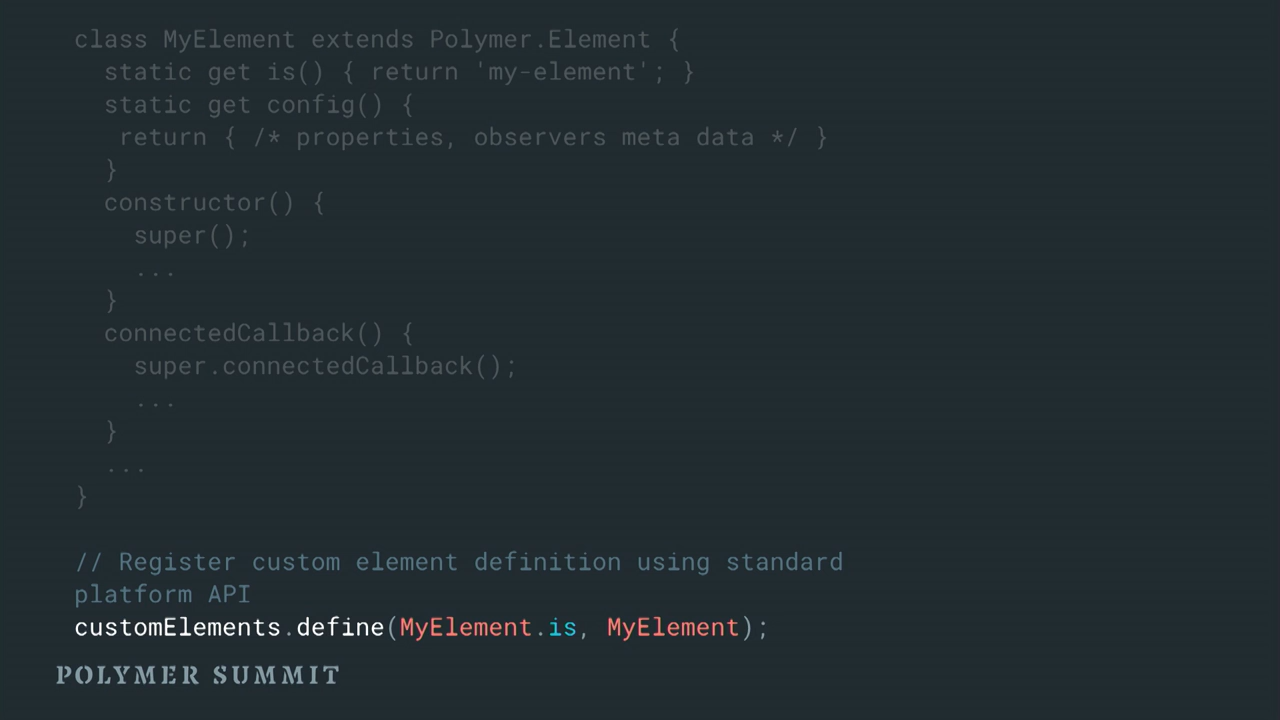 class MyElement extends Polymer.Element {
  static get is() { return 'my-element'; }
  static get config() {
   return { /* properties, observers meta data */ }
  }
  constructor() {
    super();
    ...
  }
  connectedCallback() {
    super.connectedCallback();
    ...
  }
  ...
}
// Register custom element definition using standard
platform API
customElements.define(MyElement.is, MyElement);
POLYMER SUMMIT